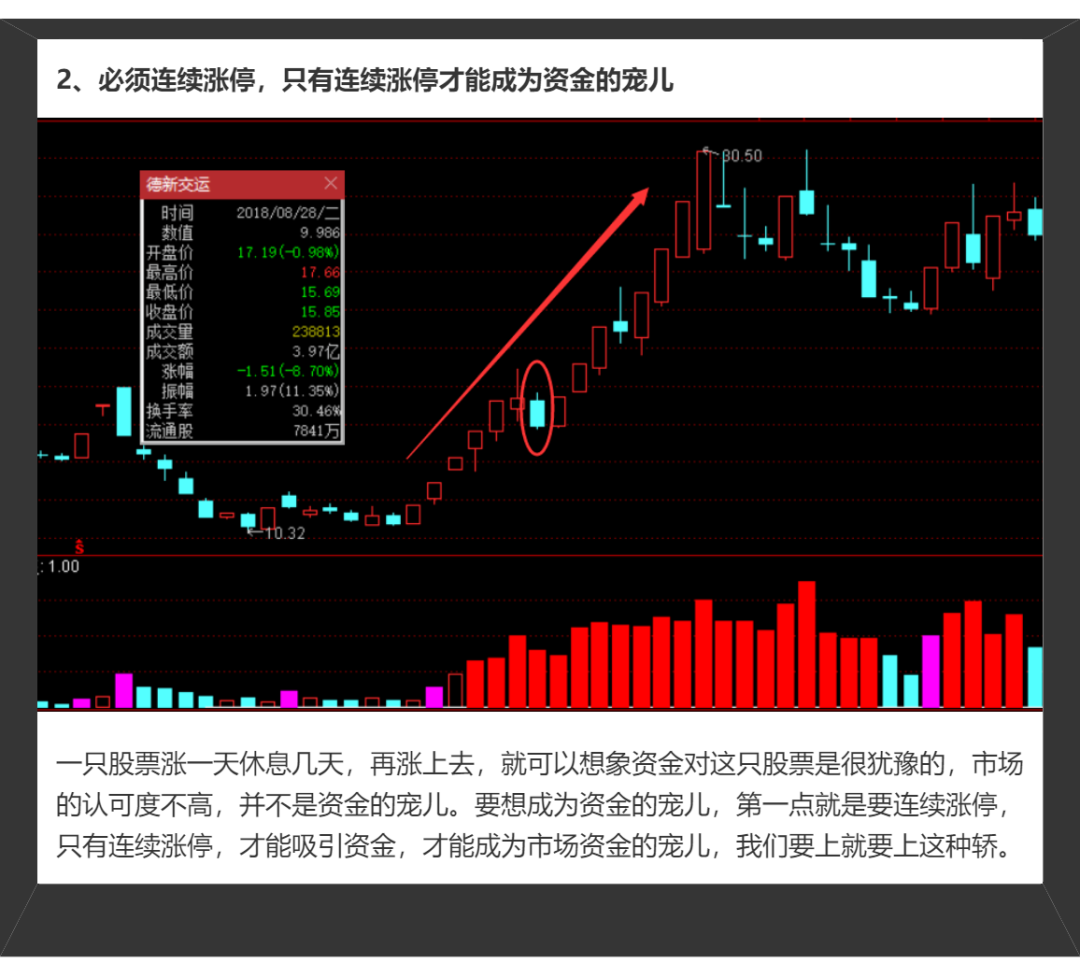 2、必须连续涨停，只有连续涨停才能成为资金的宠儿
30.50
德新交运
时间 2018/08/28/二
数值 9.986
开盘价 17.19(-0.98%)
最高价 17.66
最低价 15.69
收盘价 15.85
成交量 238813
成交额 3.97亿
涨幅 -1.51(-8.70%)
振幅 1.97(11.35%)
换手率 30.46%
流通股 7841万
10.32
S
: 1.00
一只股票涨一天休息几天，再涨上去，就可以想象资金对这只股票是很犹豫的，市场
的认可度不高，并不是资金的宠儿。要想成为资金的宠儿，第一点就是要连续涨停，
只有连续涨停，才能吸引资金，才能成为市场资金的宠儿，我们要上就要上这种轿。